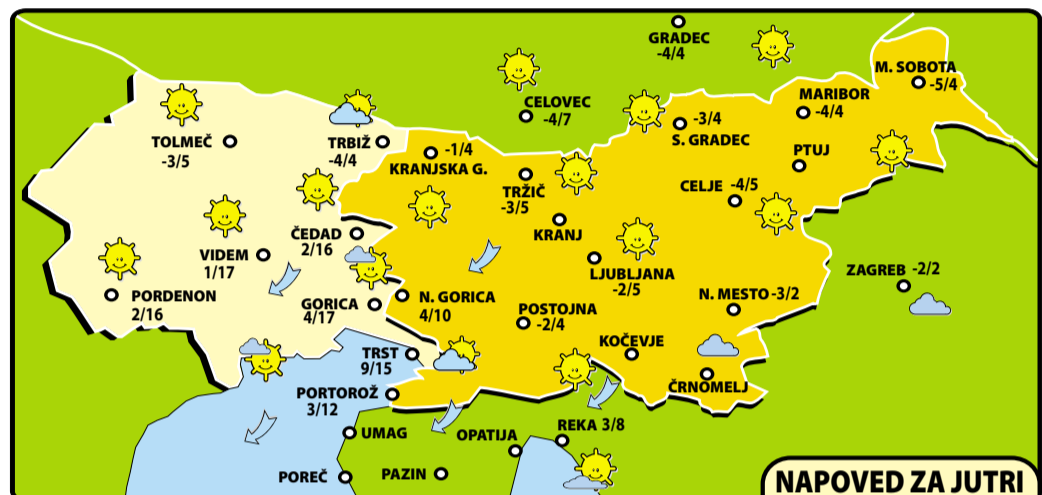 GRADEC
-4/4
M. SOBOTA
-5/4
CELOVEC
-4/7
MARIBOR
-4/4
-3/4
S. GRADEC
TOLMEČ
-3/5
TRBIŽ
-4/4
-1/4
KRANJSKA G.
PTUJ
TRŽIČ
-3/5
CELJE -4/5
KRANJ
ČEDAD
2/16
VIDEM
1/17
LJUBLJANA
-2/5
ZAGREB -2/2
PORDENON
2/16
GORICA
4/17
N. GORICA
4/10
POSTOJNA
-2/4
N. MESTO -3/2
KOČEVJE
TRST
9/15
ČRNOMELJ
PORTOROŽ
3/12
UMAG
OPATIJA
REKA 3/8
POREČ
PAZIN
NAPOVED ZA JUTRI